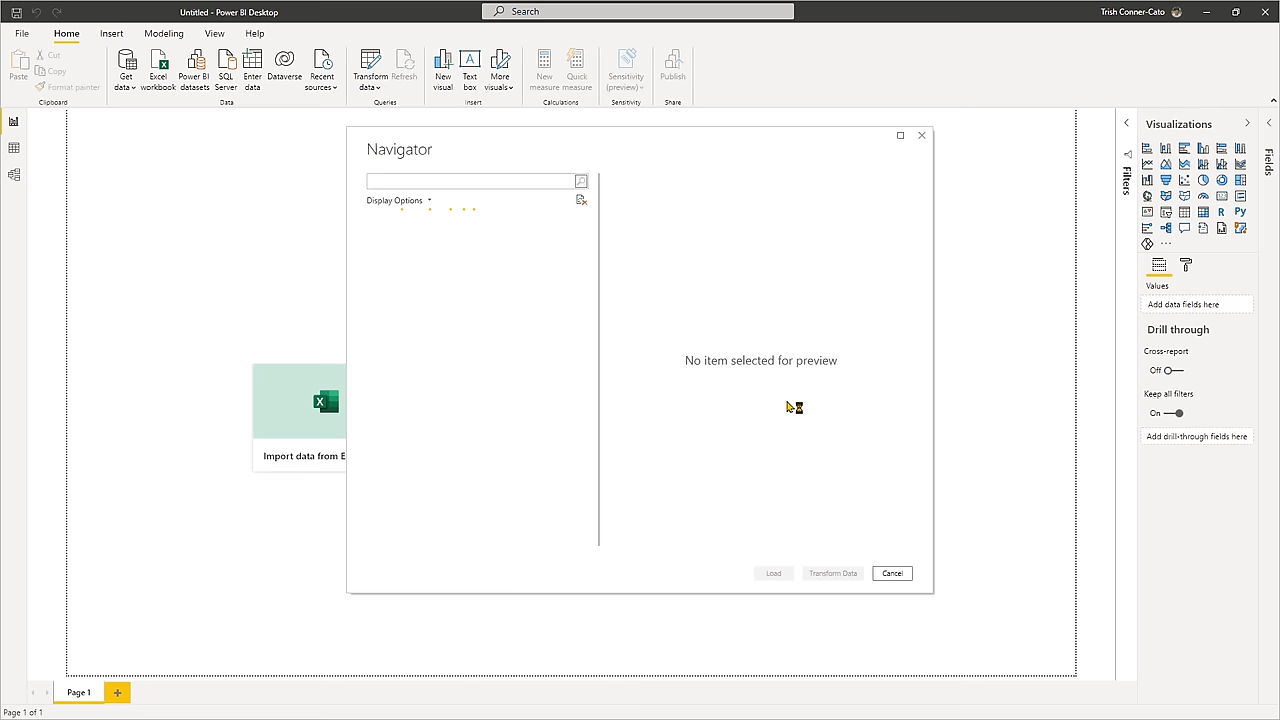 Untitled - Power BI Desktop
Search
Trish Conner-Cato
File Home Insert Modeling View Help
Paste
Cut
Copy
Format painter
Clipboard
Get data
Excel workbook
Power BI datasets
SQL Server
Enter data
Dataverse
Recent sources
Data
Transform data
Refresh
Queries
New visual
Text box
More visuals
Insert
New measure
Quick measure
Calculations
Sensitivity (preview)
Sensitivity
Publish
Share
Navigator
Display Options
No item selected for preview
Load
Transform Data
Cancel
X
Import data from E
Filters
Visualizations
Fields
R
Py
Values
Add data fields here
Drill through
Cross-report
Off
Keep all filters
On
Add drill-through fields here
Page 1
Page 1 of 1